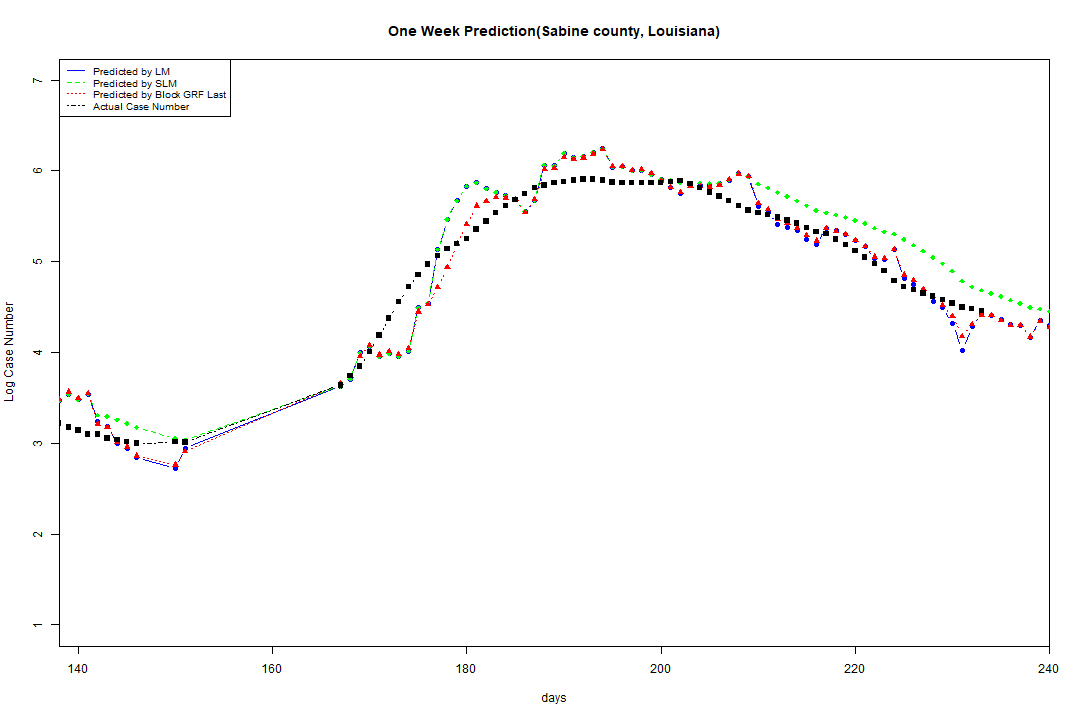 One Week Prediction(Sabine county, Louisiana)
Predicted by LM
Predicted by SLM
Predicted by Block GRF Last
Actual Case Number
7
6
5
4
3
2
1
Log Case Number
140 160 180 200 220 240
days